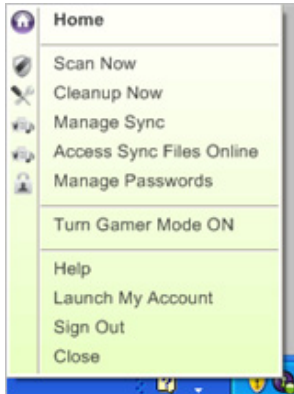 Home
Scan Now
Cleanup Now
Manage Sync
Access Sync Files Online
Manage Passwords
Turn Gamer Mode ON
Help
Launch My Account
Sign Out
Close